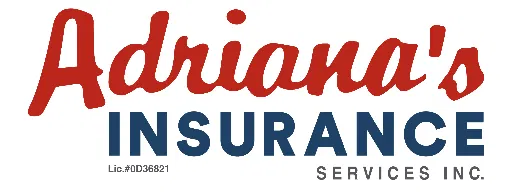 Adriana's
INSURANCE
Lic.#0D36821
SERVICES INC.